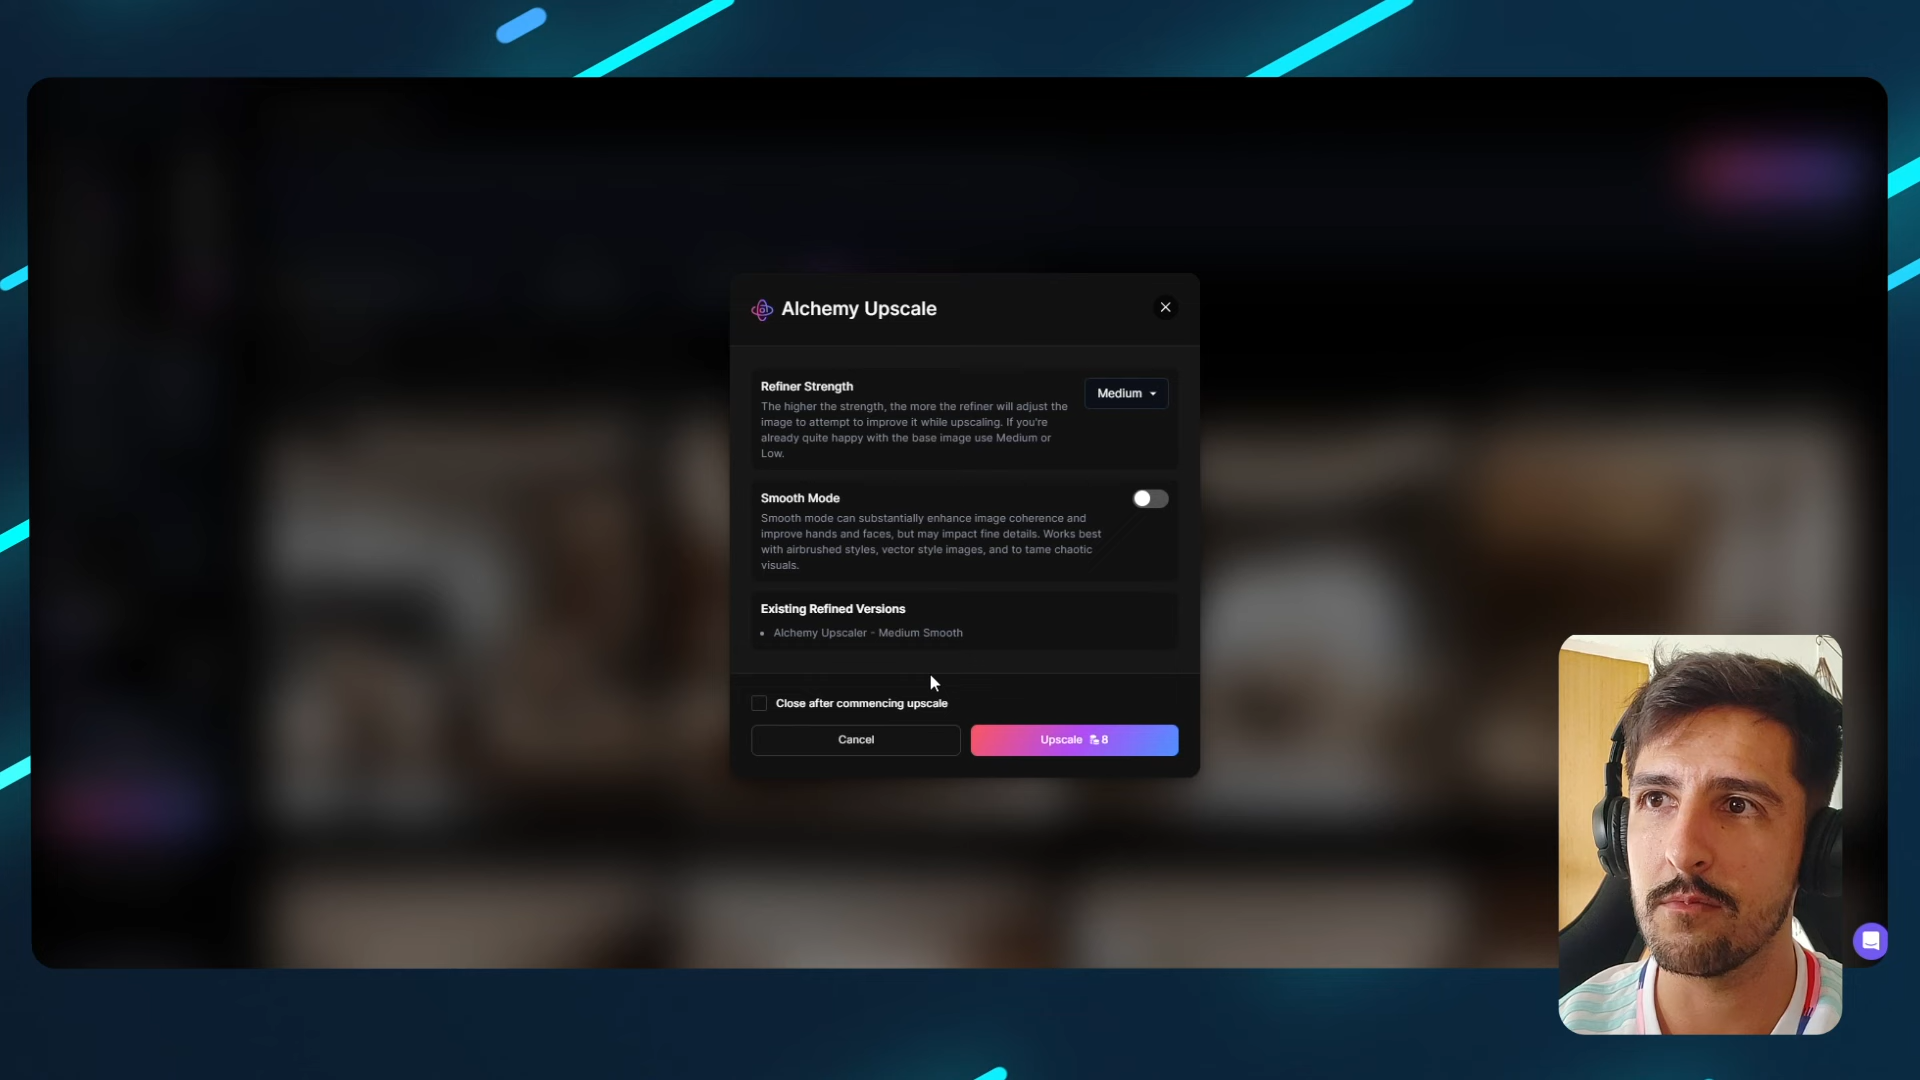 Alchemy Upscale
Refiner Strength
Medium
The higher the strength, the more the refiner will adjust the
image to attempt to improve it while upscaling. If you're
already quite happy with the base image use Medium or
Low.
Smooth Mode
Smooth mode can substantially enhance image coherence and
improve hands and faces, but may impact fine details. Works best
with airbrushed styles, vector style images, and to tame chaotic
visuals.
Existing Refined Versions
Alchemy Upscaler - Medium Smooth
Close after commencing upscale
Cancel
Upscale 8